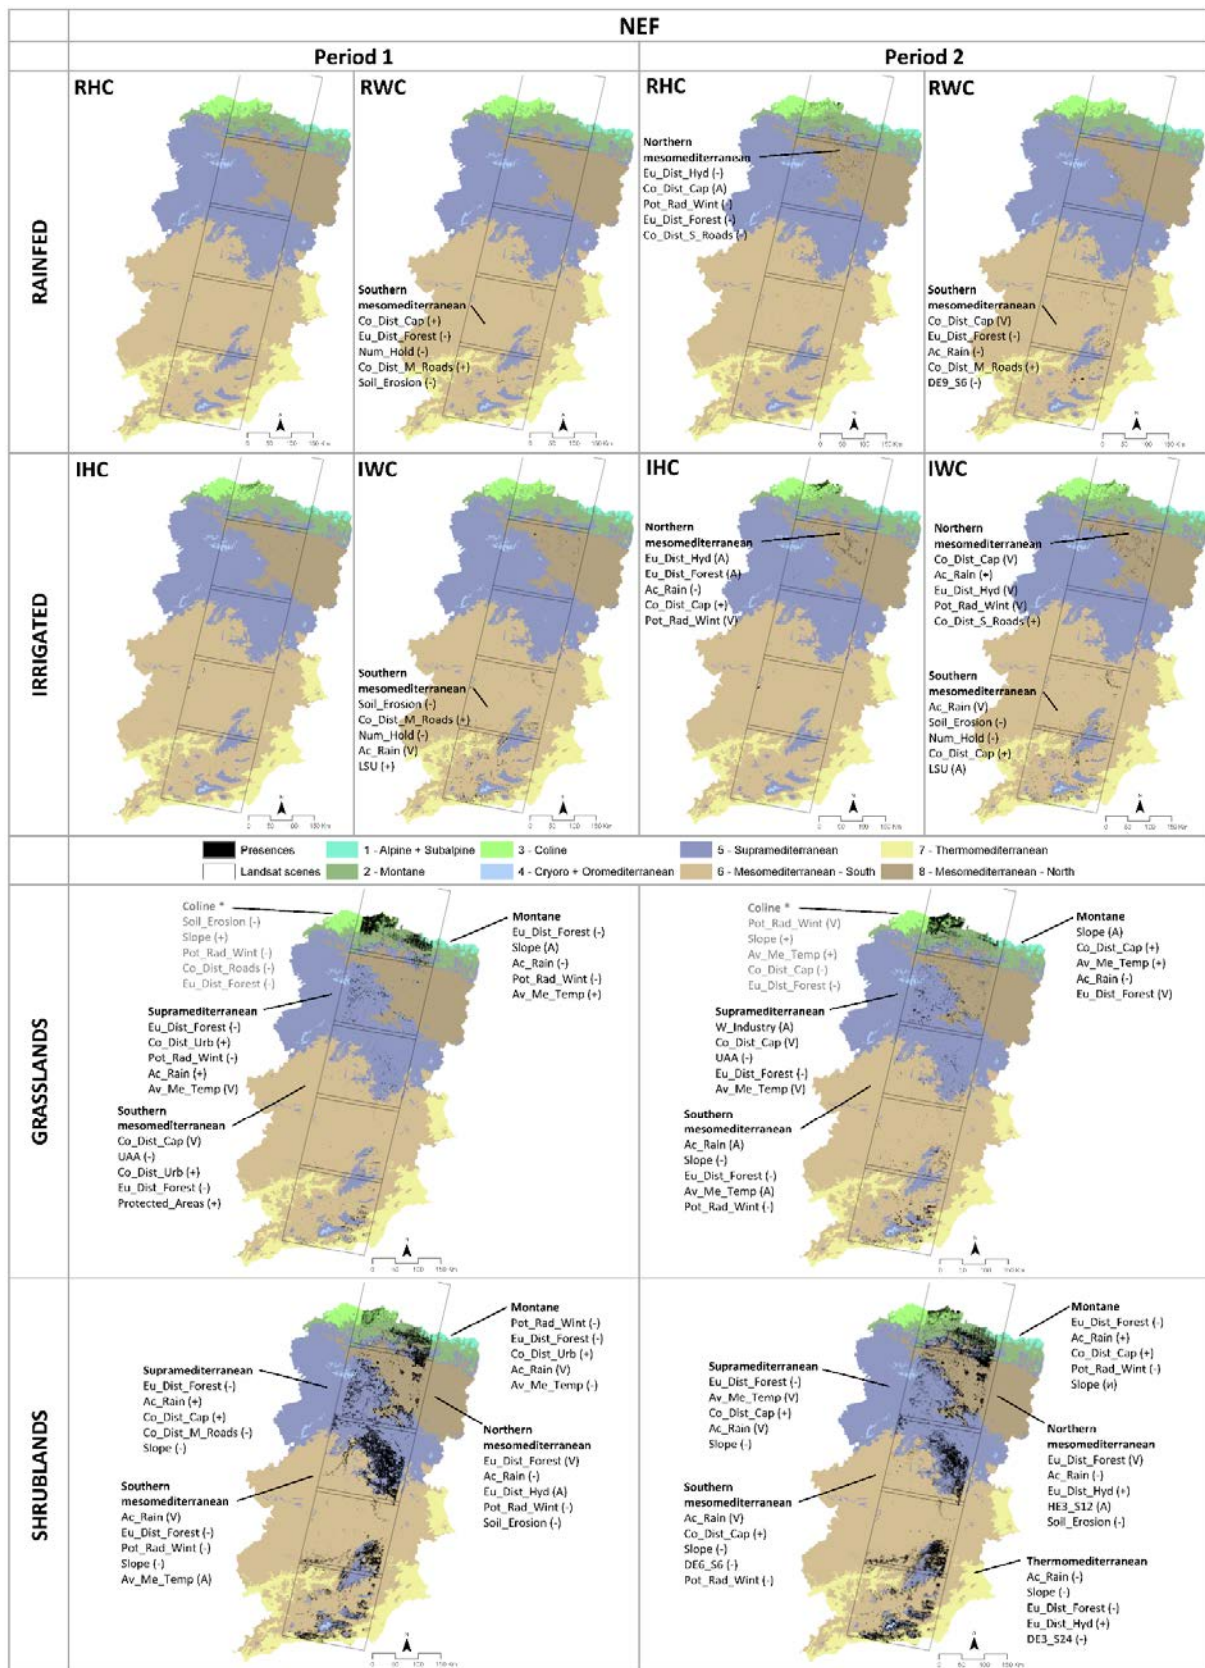 NEF
Period 1
Period 2
RAINFED
RHC
RWC
Southern
mesomediterranean
Co_Dist_Cap (+)
Eu_Dist_Forest (-)
Num_Hold (-)
Co_Dist_M_Roads (+)
Soil_Erosion (-)
RHC
Northern
mesomediterranean
Eu_Dist_Hyd (-)
Co_Dist_Cap (A)
Pot_Rad_Wint (-)
Eu_Dist_Forest (-)
Co_Dist_S_Roads (-)
RWC
Southern
mesomediterranean
Co_Dist_Cap (V)
Eu_Dist_Forest (-)
Ac_Rain (-)
Co_Dist_M_Roads (+)
DE9_S6 (-)
IRRIGATED
IHC
IWC
Southern
mesomediterranean
Soil_Erosion (-)
Co_Dist_M_Roads (+)
Num_Hold (-)
Ac_Rain (V)
LSU (+)
IHC
Northern
mesomediterranean
Eu_Dist_Hyd (A)
Eu_Dist_Forest (A)
Ac_Rain (-)
Co_Dist_Cap (+)
Pot_Rad_Wint (V)
IWC
Northern
mesomediterranean
Co_Dist_Cap (V)
Ac_Rain (+)
Eu_Dist_Hyd (V)
Pot_Rad_Wint (V)
Co_Dist_S_Roads (+)
Southern
mesomediterranean
Ac_Rain (V)
Soil_Erosion (-)
Num_Hold (-)
Co_Dist_Cap (+)
LSU (A)
Presences
1 - Alpine + Subalpine
3 - Coline
5 - Supramediterranean
7 - Thermomediterranean
Landsat scenes
2 - Montane
4 - Cryoro + Oromediterranean
6 - Mesomediterranean - South
8 - Mesomediterranean - North
GRASSLANDS
Coline *
Soil_Erosion (-)
Slope (+)
Pot_Rad_Wint (-)
Co_Dist_Roads (-)
Eu_Dist_Forest (-)
Montane
Eu_Dist_Forest (-)
Slope (A)
Ac_Rain (-)
Pot_Rad_Wint (-)
Av_Me_Temp (+)
Supramediterranean
Eu_Dist_Forest (-)
Co_Dist_Urb (+)
Pot_Rad_Wint (-)
Ac_Rain (+)
Av_Me_Temp (V)
Southern
mesomediterranean
Co_Dist_Cap (V)
UAA (-)
Co_Dist_Urb (+)
Eu_Dist_Forest (-)
Protected_Areas (+)
Coline *
Pot_Rad_Wint (V)
Slope (+)
Av_Me_Temp (+)
Co_Dist_Cap (-)
Eu_Dist_Forest (-)
Montane
Slope (A)
Co_Dist_Cap (+)
Av_Me_Temp (+)
Ac_Rain (-)
Eu_Dist_Forest (V)
Supramediterranean
W_Industry (A)
Co_Dist_Cap (V)
UAA (-)
Eu_Dist_Forest (-)
Av_Me_Temp (V)
Southern
mesomediterranean
Ac_Rain (A)
Slope (-)
Eu_Dist_Forest (-)
Av_Me_Temp (A)
Pot_Rad_Wint (-)
SHRUBLANDS
Montane
Pot_Rad_Wint (-)
Eu_Dist_Forest (-)
Co_Dist_Urb (+)
Ac_Rain (V)
Av_Me_Temp (-)
Supramediterranean
Eu_Dist_Forest (-)
Ac_Rain (+)
Co_Dist_Cap (+)
Co_Dist_M_Roads (-)
Slope (-)
Northern
mesomediterranean
Eu_Dist_Forest (V)
Ac_Rain (-)
Eu_Dist_Hyd (A)
Pot_Rad_Wint (-)
Soil_Erosion (-)
Southern
mesomediterranean
Ac_Rain (V)
Eu_Dist_Forest (-)
Pot_Rad_Wint (-)
Slope (-)
Av_Me_Temp (A)
Montane
Eu_Dist_Forest (-)
Ac_Rain (+)
Co_Dist_Cap (+)
Pot_Rad_Wint (-)
Slope (и)
Supramediterranean
Eu_Dist_Forest (-)
Av_Me_Temp (V)
Co_Dist_Cap (+)
Ac_Rain (V)
Slope (-)
Northern
mesomediterranean
Eu_Dist_Forest (V)
Ac_Rain (-)
Eu_Dist_Hyd (+)
HE3_S12 (A)
Soil_Erosion (-)
Southern
mesomediterranean
Ac_Rain (V)
Co_Dist_Cap (+)
Slope (-)
DE6_S6 (-)
Pot_Rad_Wint (-)
Thermomediterranean
Ac_Rain (-)
Slope (-)
Eu_Dist_Forest (-)
Eu_Dist_Hyd (+)
DE3_S24 (-)